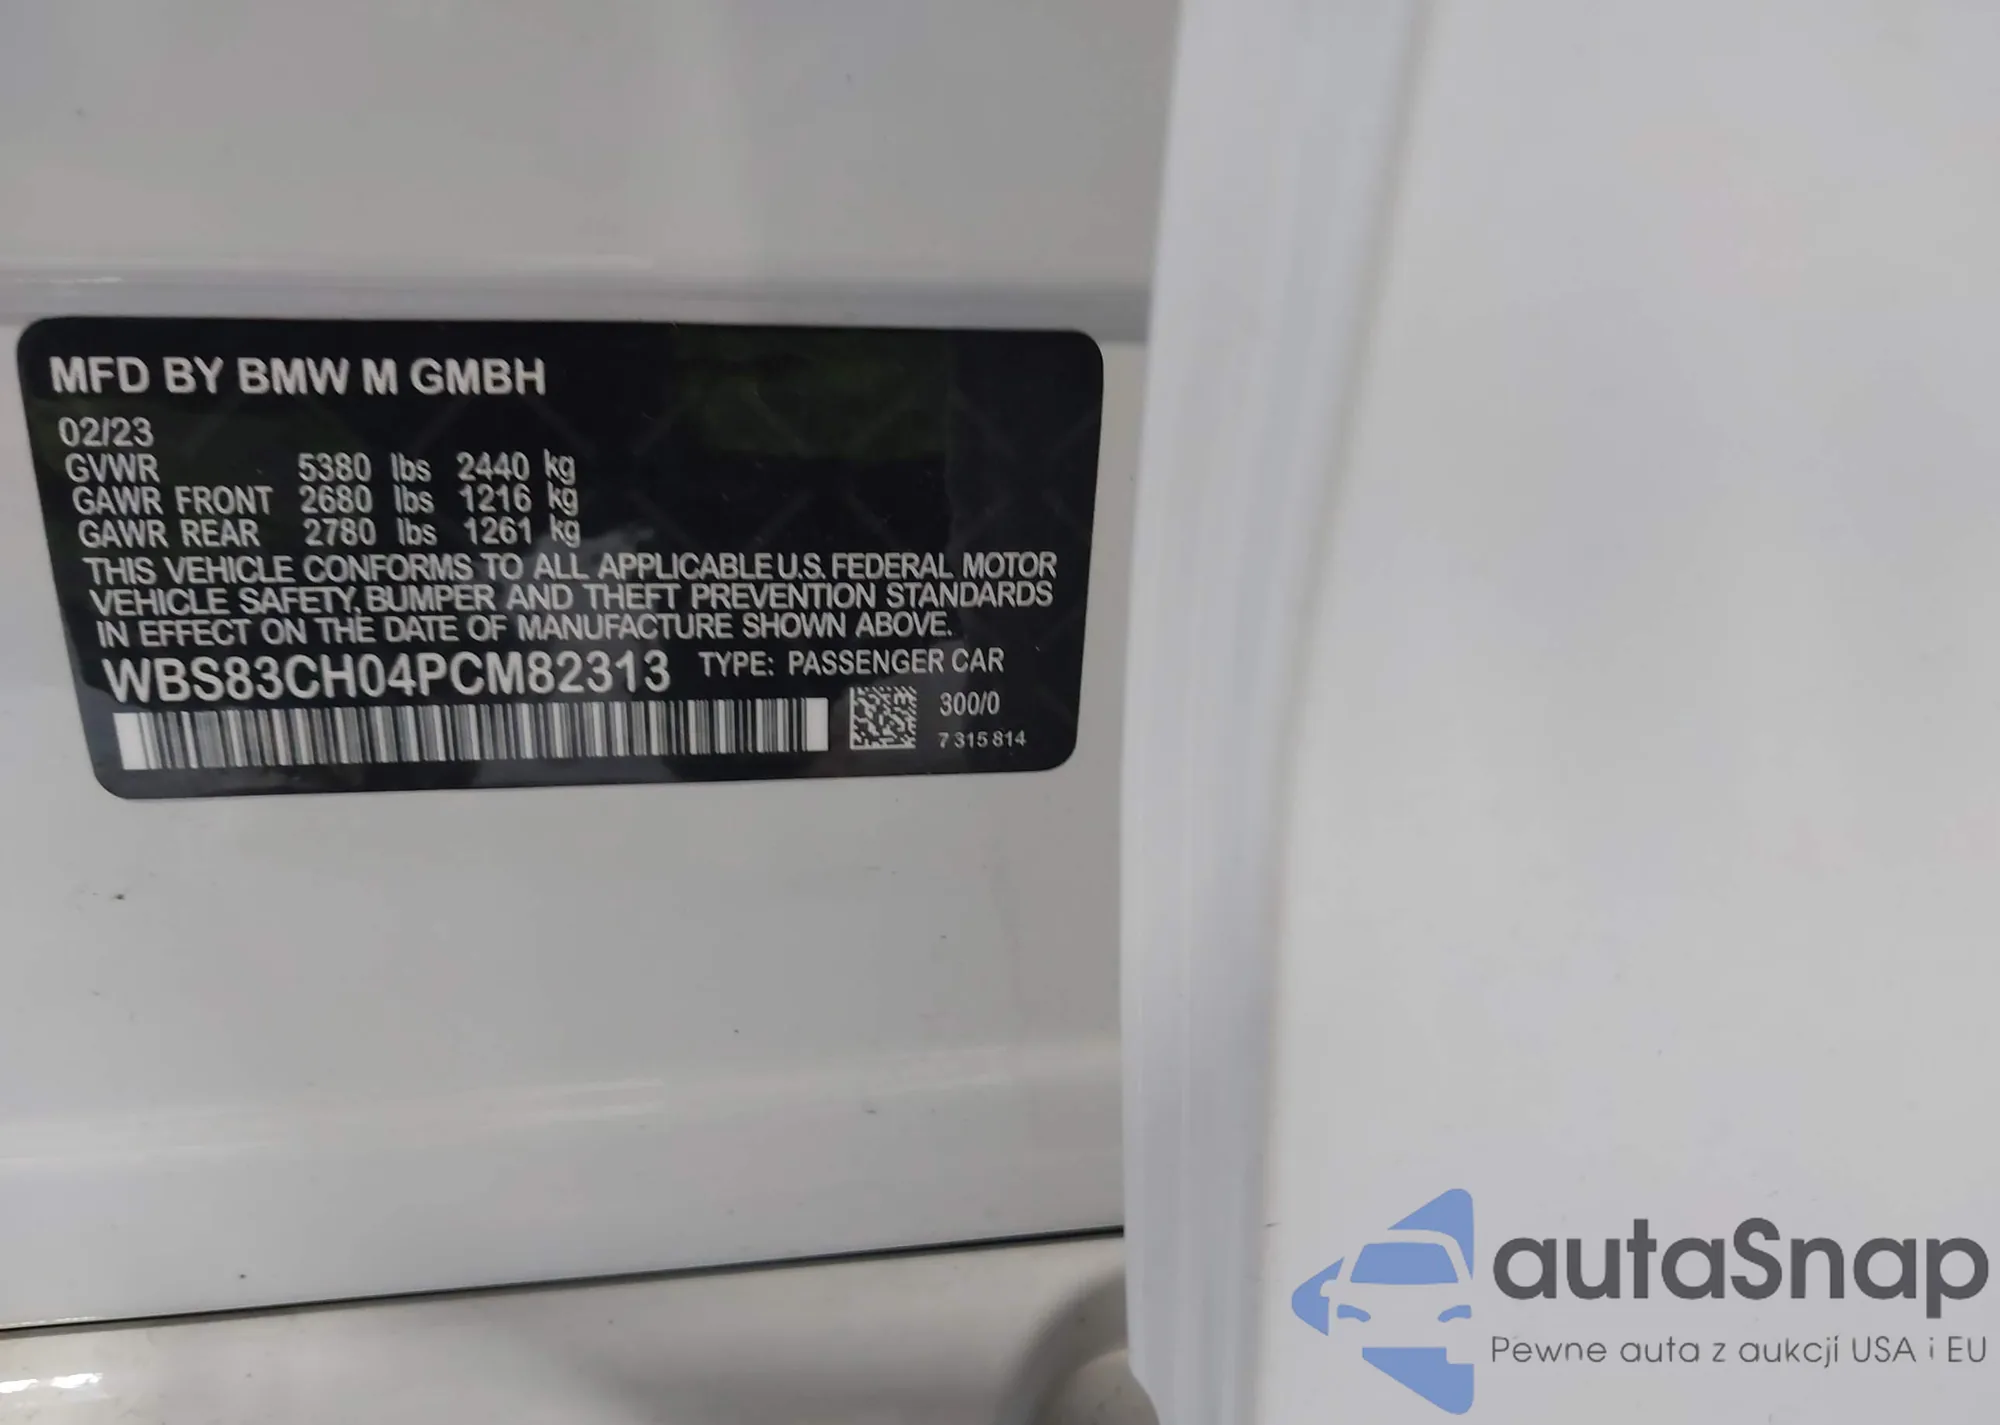 MFD BY BMW M GMBH
02/23
GVWR 5380 lbs 2440 kg
GAWR FRONT 2680 lbs 1216 kg
GAWR REAR 2780 lbs 1261 kg
THIS VEHICLE CONFORMS TO ALL APPLICABLE U.S. FEDERAL MOTOR
VEHICLE SAFETY, BUMPER AND THEFT PREVENTION STANDARDS
IN EFFECT ON THE DATE OF MANUFACTURE SHOWN ABOVE.
WBS83CH04PCM82313 TYPE: PASSENGER CAR
300/0
7 315 814
autaSnap
Pewne auta z aukcji USA i EU